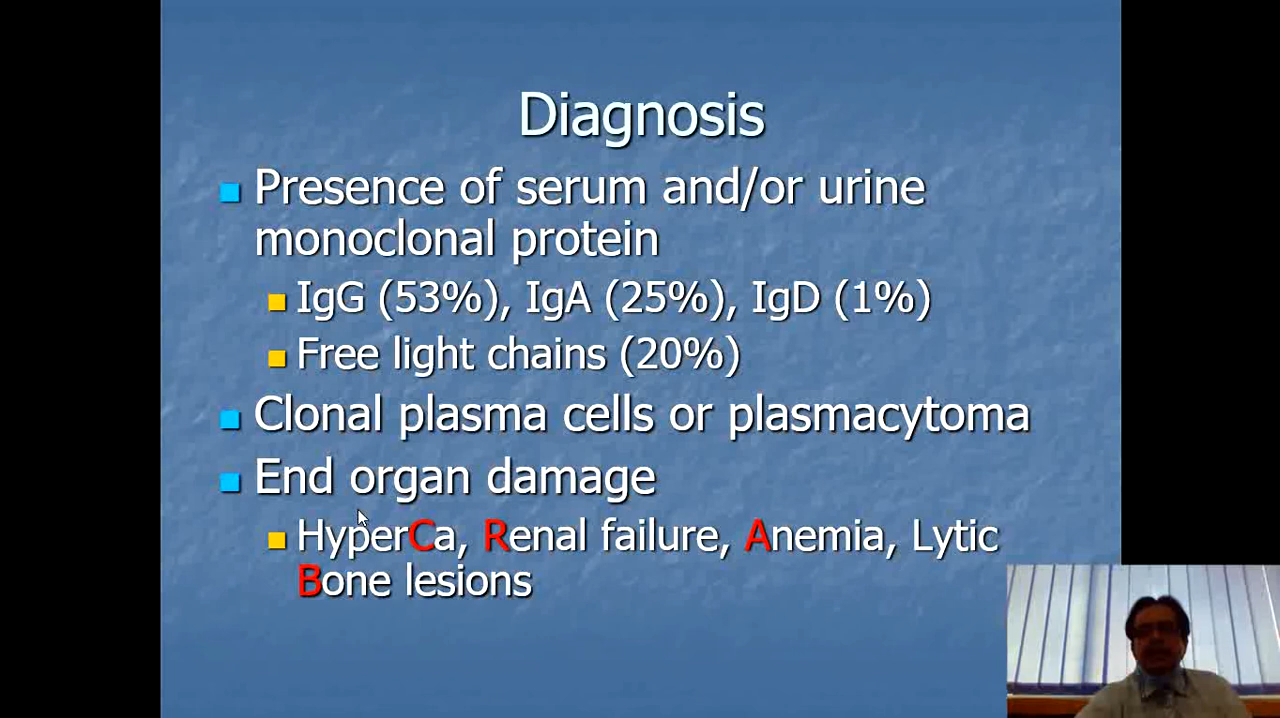 Diagnosis
Presence of serum and/or urine
monoclonal protein
IgG (53%), IgA (25%), IgD (1%)
Free light chains (20%)
Clonal plasma cells or plasmacytoma
End organ damage
HyperCa, Renal failure, Anemia, Lytic
Bone lesions